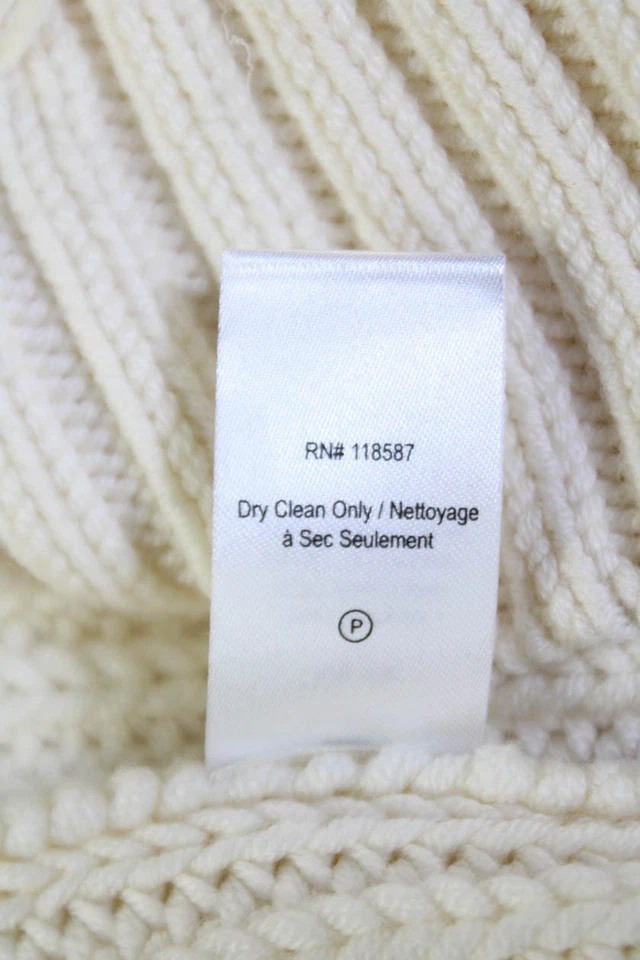 RN# 118587
Dry Clean Only / Nettoyage
à Sec Seulement
P